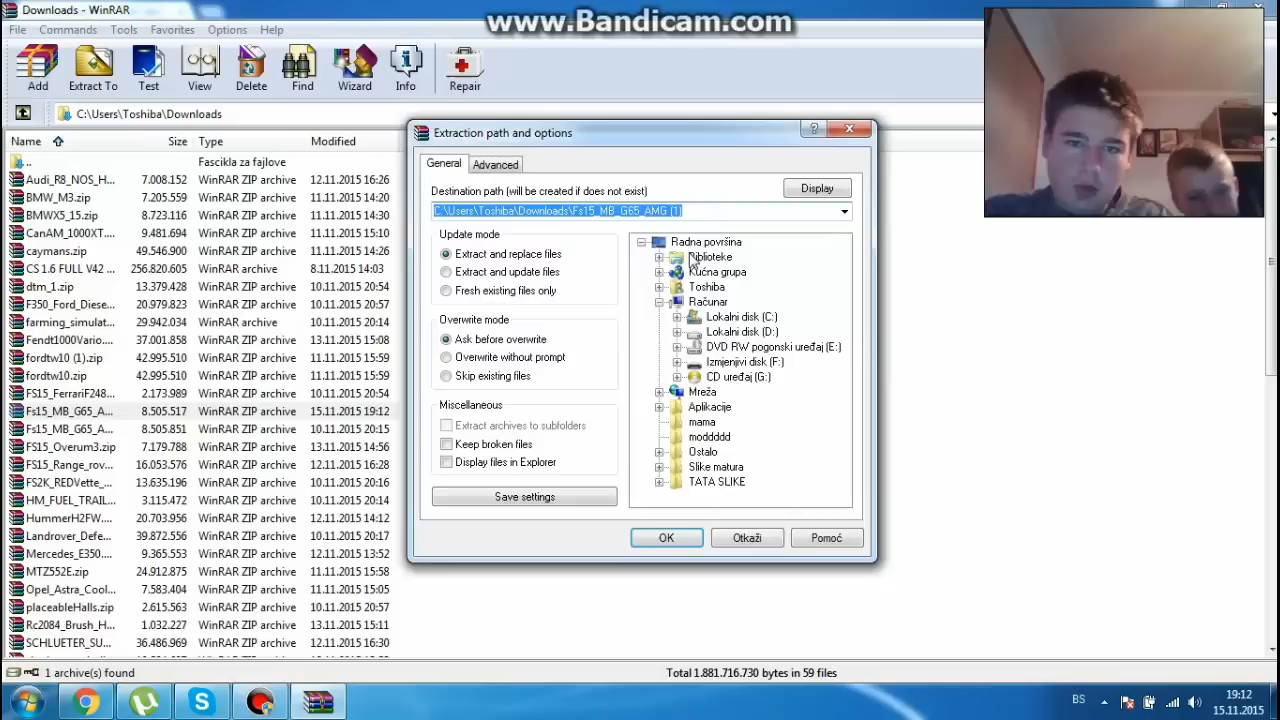 Downloads - WinRAR
www.Bandicam.com
File Commands Tools Favorites Options Help
Add Extract To Test View Delete Find Wizard Info Repair
C:\Users\Toshiba\Downloads
Name Size Type Modified
.. Fascikla za fajlove
Audi_R8_NOS_H... 7.008.152 WinRAR ZIP archive 12.11.2015 16:26
BMW_M3.zip 7.514.209 WinRAR ZIP archive 12.11.2015 14:20
BMWX5_15.zip 8.723.116 WinRAR ZIP archive 11.11.2015 14:30
CanAM_1000XT... 9.481.694 WinRAR ZIP archive 11.11.2015 15:10
caymans.zip 49.546.900 WinRAR ZIP archive 11.11.2015 14:46
CS 1.6 FULL V42 ... 256.820.605 WinRAR archive 8.11.2015 14:03
dtm_1.zip 13.379.428 WinRAR ZIP archive 10.11.2015 20:54
F350_Ford_Diese... 20.979.823 WinRAR ZIP archive 10.11.2015 20:57
farming_simulat... 29.942.034 WinRAR archive 10.11.2015 20:14
Fendt1000Vario.... 37.001.858 WinRAR ZIP archive 13.11.2015 15:08
fordtw10 (1).zip 42.995.510 WinRAR ZIP archive 11.11.2015 15:59
fordtw10.zip 42.995.510 WinRAR ZIP archive 11.11.2015 15:59
FS15_FerrariF248... 2.173.989 WinRAR ZIP archive 10.11.2015 20:54
Fs15_MB_G65_A... 8.505.517 WinRAR ZIP archive 15.11.2015 19:12
Fs15_MB_G65_A... 8.505.851 WinRAR ZIP archive 10.11.2015 20:15
FS15_Overum3.zip 7.179.788 WinRAR ZIP archive 13.11.2015 14:56
FS15_Range_rov... 16.053.576 WinRAR ZIP archive 12.11.2015 16:28
FS2K_REDVette... 13.635.196 WinRAR ZIP archive 10.11.2015 20:58
HM_FUEL_TRAIL... 3.115.472 WinRAR ZIP archive 10.11.2015 20:14
HummerH2FW.... 20.703.956 WinRAR ZIP archive 12.11.2015 14:12
Landrover_Defe... 39.872.556 WinRAR ZIP archive 10.11.2015 20:17
Mercedes_E350.... 9.365.553 WinRAR ZIP archive 12.11.2015 13:52
MTZ552E.zip 24.912.875 WinRAR ZIP archive 11.11.2015 15:58
Opel_Astra_Cool... 7.583.404 WinRAR ZIP archive 11.11.2015 15:05
placeableHalls.zip 2.615.563 WinRAR ZIP archive 10.11.2015 20:57
Rc2084_Brush_H... 1.032.227 WinRAR ZIP archive 13.11.2015 15:11
SCHLUETER_SU... 36.486.969 WinRAR ZIP archive 12.11.2015 16:30
Extraction path and options
General Advanced
Destination path (will be created if does not exist)
Display
C:\Users\Toshiba\Downloads\Fs15_MB_G65_AMG (1)
Update mode
Extract and replace files
Extract and update files
Fresh existing files only
Overwrite mode
Ask before overwrite
Overwrite without prompt
Skip existing files
Miscellaneous
Extract archives to subfolders
Keep broken files
Display files in Explorer
Save settings
Radna površina
Biblioteke
Kućna grupa
Toshiba
Računar
Lokalni disk (C:)
Lokalni disk (D:)
DVD RW pogonski uređaj (E:)
Izmjenjivi disk (F:)
CD uređaj (G:)
Mreža
Aplikacije
mama
moddddd
Ostalo
Slike matura
TATA SLIKE
OK Otkaži Pomoć
1 archive(s) found
Total 1.881.716.730 bytes in 59 files
BS
19:12
15.11.2015